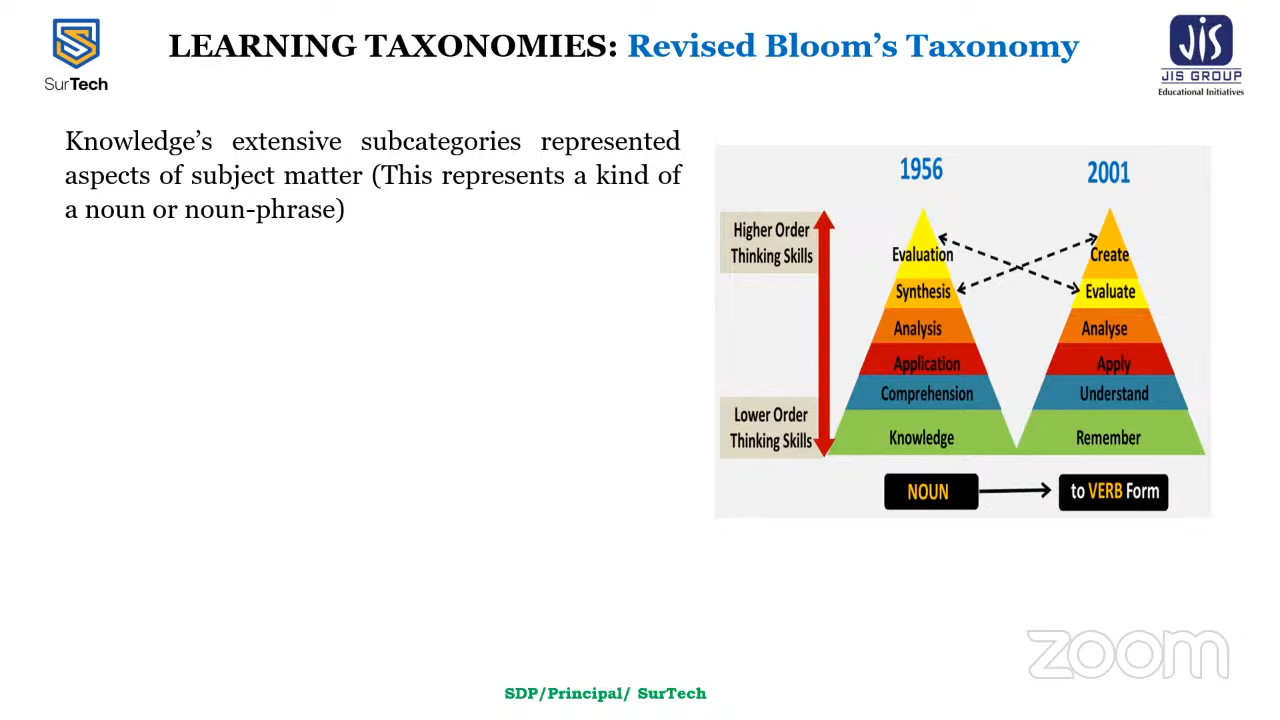 SurTech
LEARNING TAXONOMIES: Revised Bloom's Taxonomy
JIS
JIS GROUP
Educational Initiatives
Knowledge's extensive subcategories represented
aspects of subject matter (This represents a kind of
a noun or noun-phrase)
1956
2001
Higher Order
Thinking Skills
Lower Order
Thinking Skills
Evaluation
Synthesis
Analysis
Application
Comprehension
Knowledge
Create
Evaluate
Analyse
Apply
Understand
Remember
NOUN
to VERB Form
zoom
SDP/Principal/ SurTech